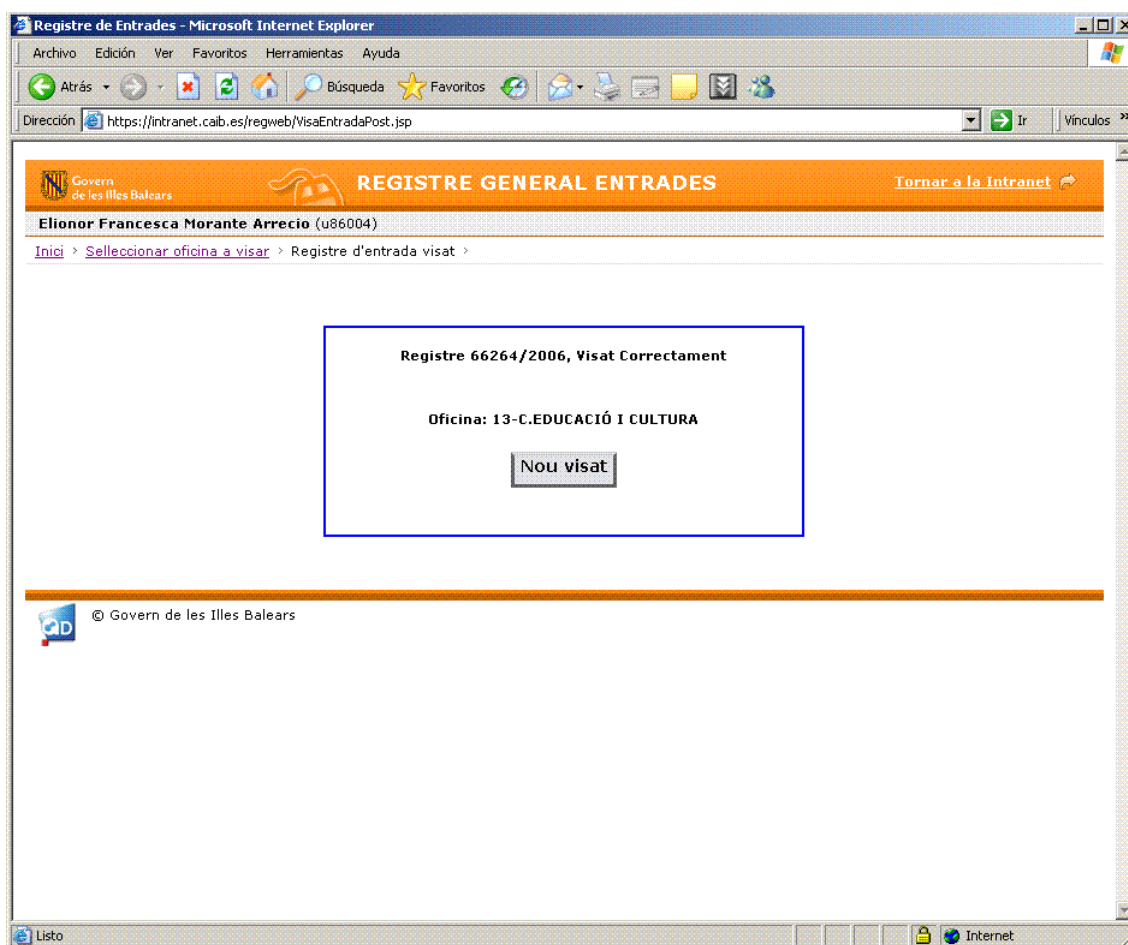 Registre de Entrades - Microsoft Internet Explorer
Archivo Edición Ver Favoritos Herramientas Ayuda
Atrás Búsqueda Favoritos
Dirección https://intranet.caib.es/regweb/VisaEntradaPost.jsp Ir Vínculos »
Govern
de les Illes Balears
REGISTRE GENERAL ENTRADES
Tornar a la Intranet
Elionor Francesca Morante Arrecio (u86004)
Inici >Selleccionar oficina a visar > Registre d'entrada visat >
Registre 66264/2006, Visat Correctament
Oficina: 13-C.EDUCACIÓ I CULTURA
Nou visat
© Govern de les Illes Balears
Listo Internet